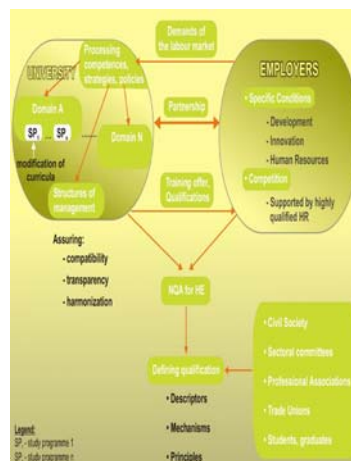 Demands of
the labour market
Processing
competencies,
strategies, policies
UNIVERSITY
Domain A
SP₁ ... SPₙ
Domain N
modification of
curricula
Structures of
management
Partnership
Training offer,
Qualifications
EMPLOYERS
• Specific Conditions
- Development
- Innovation
- Human Resources
• Competition
- Supported by highly
qualified HR
Assuring:
- compatibility
- transparency
- harmonization
NQA for HE
Defining qualification
• Descriptors
• Mechanisms
• Principles
• Civil Society
• Sectoral committees
• Professional Associations
• Trade Unions
• Students, graduates
Legend:
SP₁ - study programme 1
SPₙ - study programme n